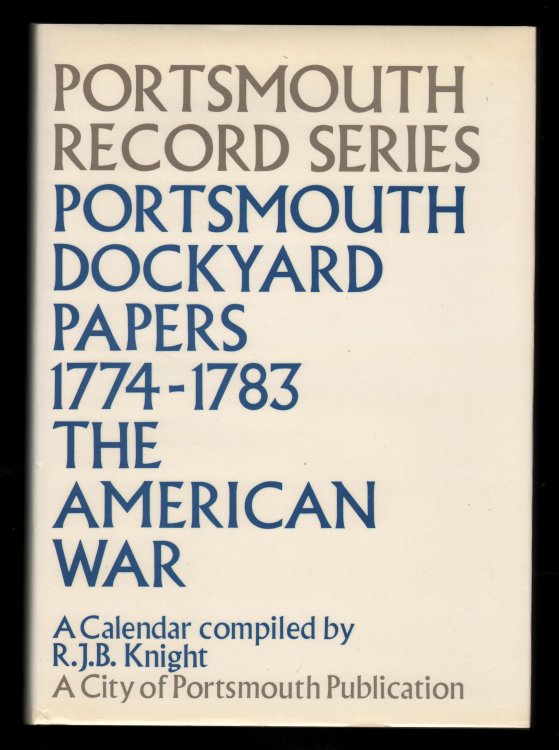 PORTSMOUTH
RECORD SERIES
PORTSMOUTH
DOCKYARD
PAPERS
1774-1783
THE
AMERICAN
WAR
A Calendar compiled by
R.J.B. Knight
A City of Portsmouth Publication